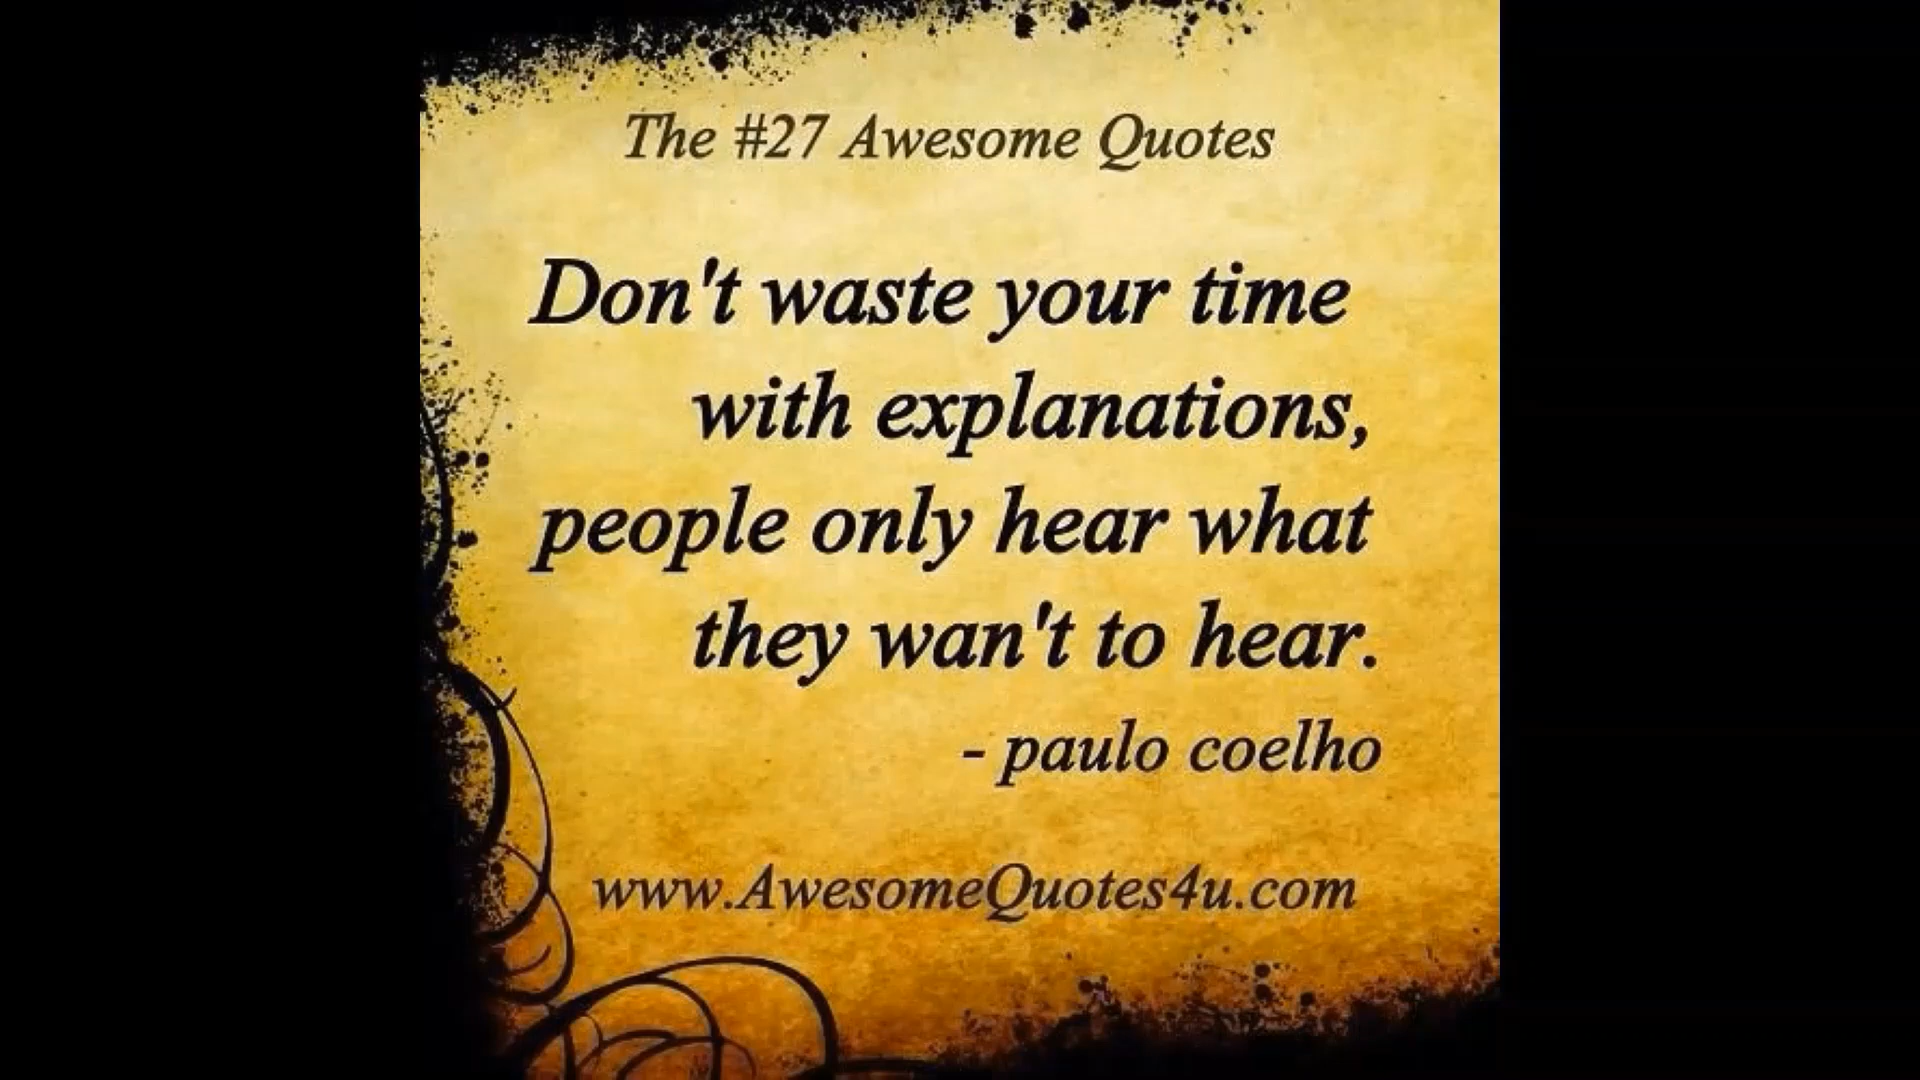 The #27 Awesome Quotes
Don't waste your time
with explanations,
people only hear what
they wan't to hear.
- paulo coelho
www.AwesomeQuotes4u.com